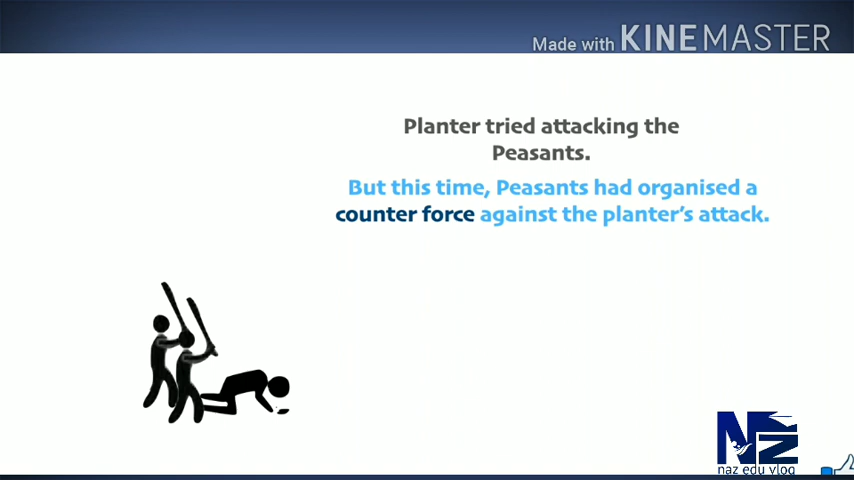 Made with KINEMASTER
Planter tried attacking the
Peasants.
But this time, Peasants had organised a
counter force against the planter's attack.
NZ
naz edu vlog